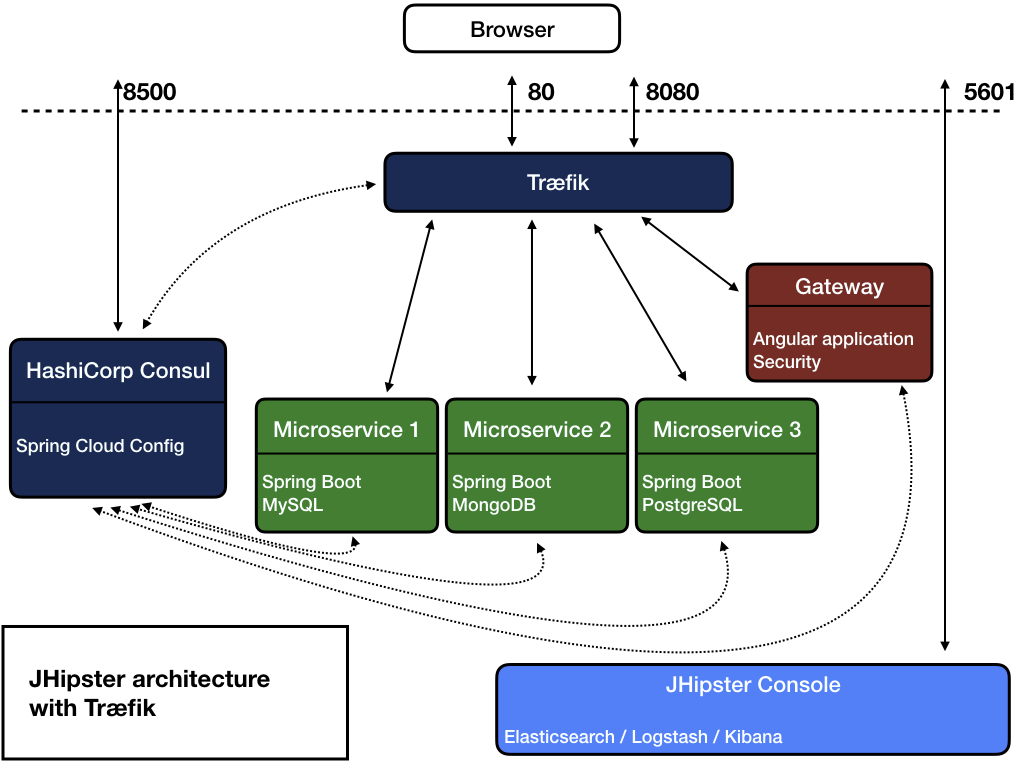 Browser
8500
80
8080
5601
Træfik
Gateway
Angular application
Security
HashiCorp Consul
Spring Cloud Config
Microservice 1
Spring Boot
MySQL
Microservice 2
Spring Boot
MongoDB
Microservice 3
Spring Boot
PostgreSQL
JHipster architecture
with Træfik
JHipster Console
Elasticsearch / Logstash / Kibana